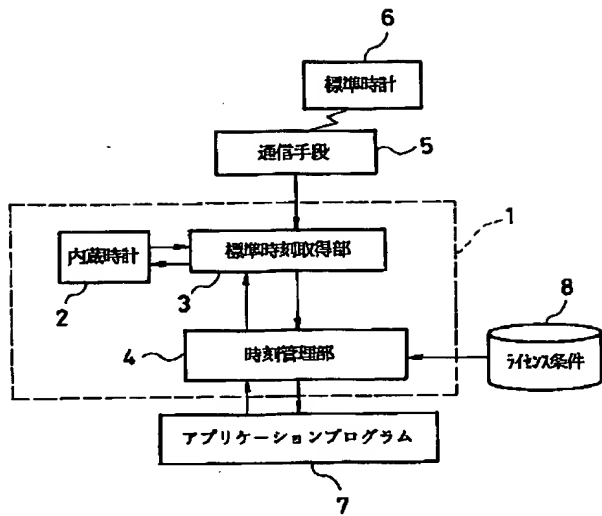 6
標準時計
通信手段
5
1
内蔵時計
2
標準時刻取得部
3
8
ライセンス条件
4
時刻管理部
アプリケーションプログラム
7